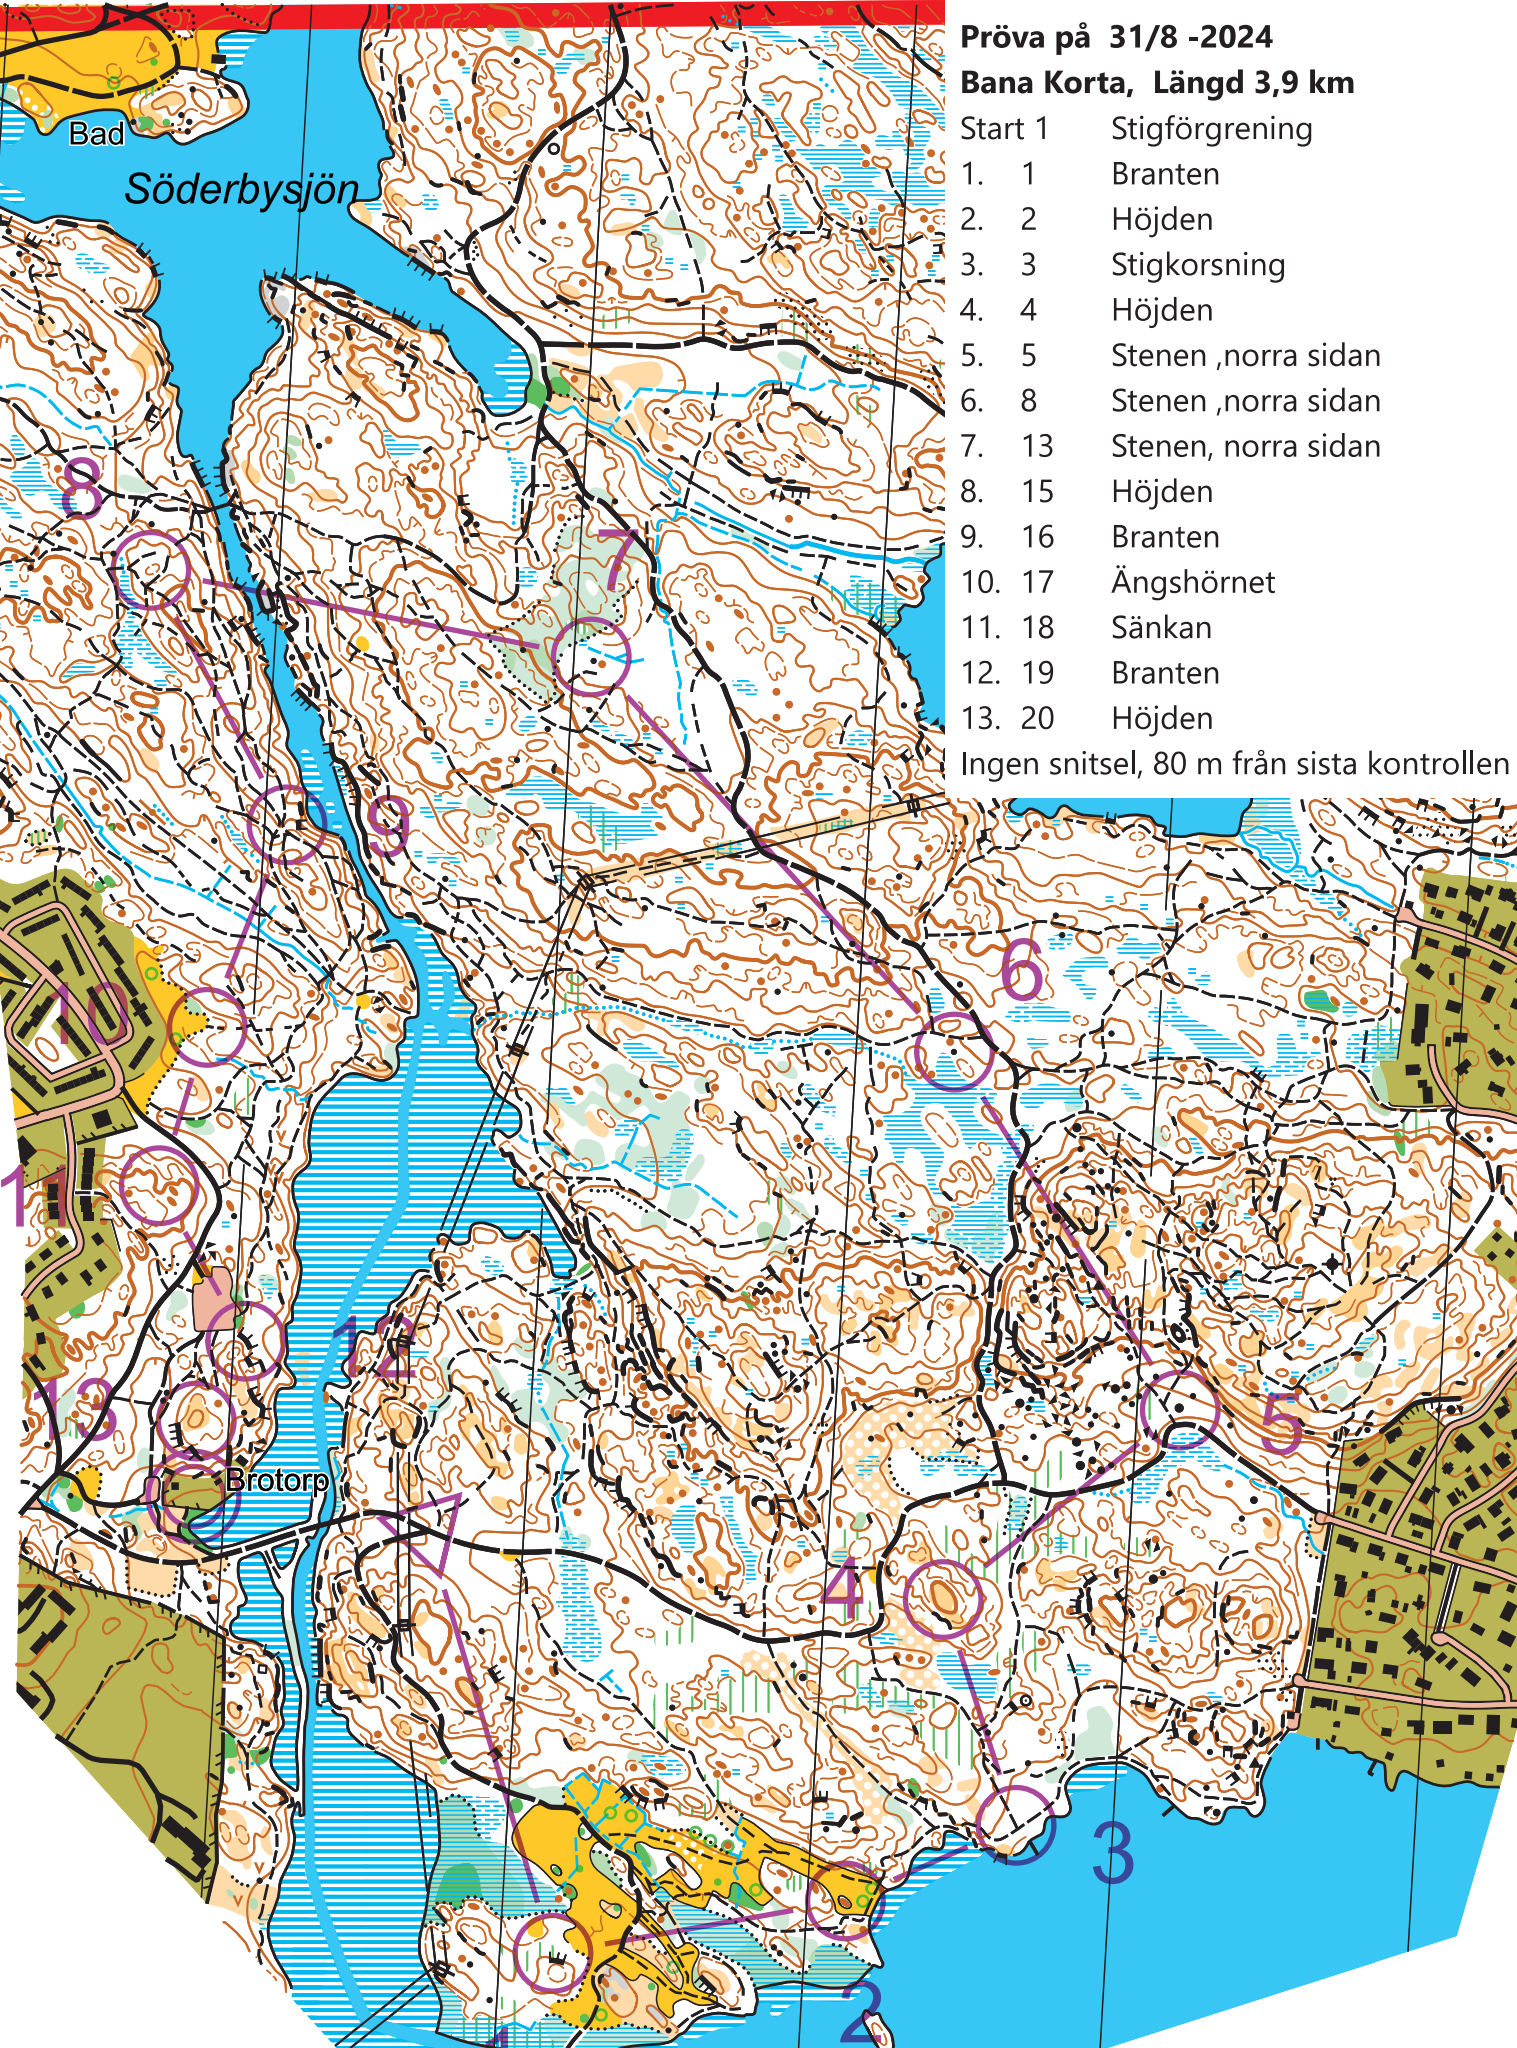 Pröva på 31/8 -2024
Bana Korta, Längd 3,9 km
Start 1 Stigförgrening
1. 1 Branten
2. 2 Höjden
3. 3 Stigkorsning
4. 4 Höjden
5. 5 Stenen ,norra sidan
6. 8 Stenen ,norra sidan
7. 13 Stenen, norra sidan
8. 15 Höjden
9. 16 Branten
10. 17 Ängshörnet
11. 18 Sänkan
12. 19 Branten
13. 20 Höjden
Ingen snitsel, 80 m från sista kontrollen
Bad
Söderbysjön
8
7
9
6
10
11
12
13
5
Brotorp
4
3
2
1